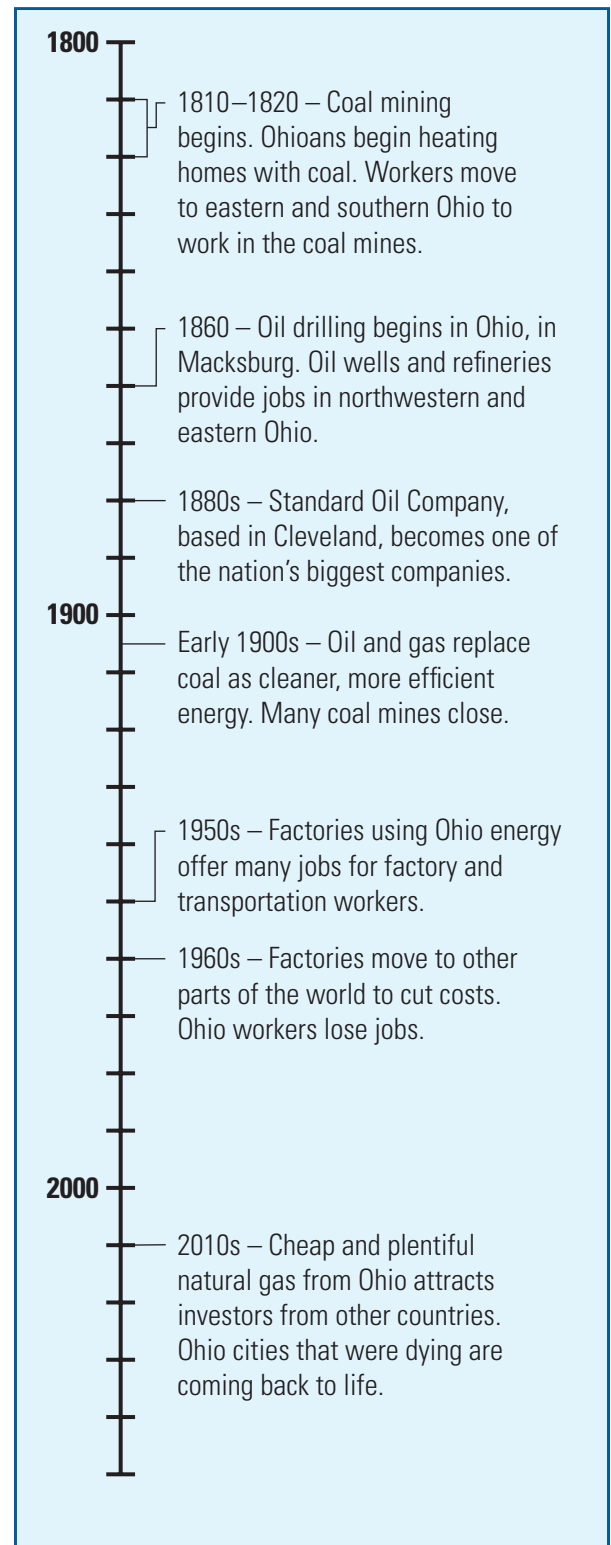 1800
1810–1820 – Coal mining
begins. Ohioans begin heating
homes with coal. Workers move
to eastern and southern Ohio to
work in the coal mines.
1860 – Oil drilling begins in Ohio, in
Macksburg. Oil wells and refineries
provide jobs in northwestern and
eastern Ohio.
1880s – Standard Oil Company,
based in Cleveland, becomes one of
the nation’s biggest companies.
1900
Early 1900s – Oil and gas replace
coal as cleaner, more efficient
energy. Many coal mines close.
1950s – Factories using Ohio energy
offer many jobs for factory and
transportation workers.
1960s – Factories move to other
parts of the world to cut costs.
Ohio workers lose jobs.
2000
2010s – Cheap and plentiful
natural gas from Ohio attracts
investors from other countries.
Ohio cities that were dying are
coming back to life.